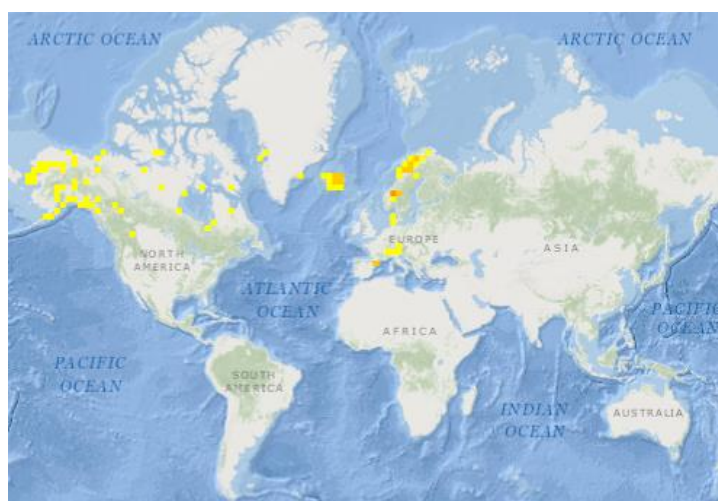 ARCTIC OCEAN
ARCTIC OCEAN
EUROPE
ASIA
NORTH
AMERICA
ATLANTIC
OCEAN
PACIFIC
OCEAN
AFRICA
PACIFIC
OCEAN
SOUTH
AMERICA
INDIAN
OCEAN
AUSTRALIA